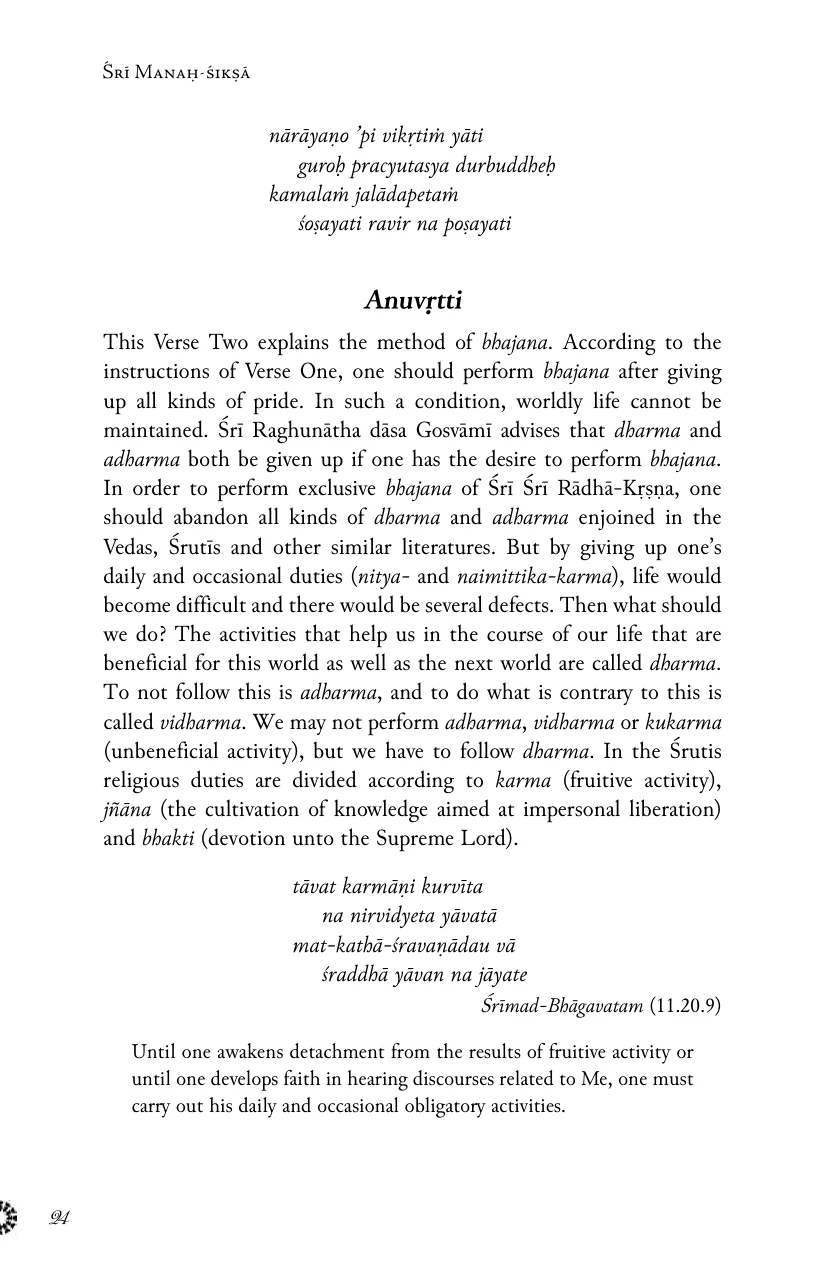 Śrī Manaḥ-śikṣā
nārāyaṇo ’pi vikṛtiṁ yāti
guroḥ pracyutasya durbuddheḥ
kamalaṁ jalādapetaṁ
śoṣayati ravir na poṣayati
Anuvṛtti
This Verse Two explains the method of bhajana. According to the
instructions of Verse One, one should perform bhajana after giving
up all kinds of pride. In such a condition, worldly life cannot be
maintained. Śrī Raghunātha dāsa Gosvāmī advises that dharma and
adharma both be given up if one has the desire to perform bhajana.
In order to perform exclusive bhajana of Śrī Śrī Rādhā-Kṛṣṇa, one
should abandon all kinds of dharma and adharma enjoined in the
Vedas, Śrutīs and other similar literatures. But by giving up one’s
daily and occasional duties (nitya- and naimittika-karma), life would
become difficult and there would be several defects. Then what should
we do? The activities that help us in the course of our life that are
beneficial for this world as well as the next world are called dharma.
To not follow this is adharma, and to do what is contrary to this is
called vidharma. We may not perform adharma, vidharma or kukarma
(unbeneficial activity), but we have to follow dharma. In the Śrutis
religious duties are divided according to karma (fruitive activity),
jñāna (the cultivation of knowledge aimed at impersonal liberation)
and bhakti (devotion unto the Supreme Lord).
tāvat karmāṇi kurvīta
na nirvidyeta yāvatā
mat-kathā-śravaṇādau vā
śraddhā yāvan na jāyate
Śrīmad-Bhāgavatam (11.20.9)
Until one awakens detachment from the results of fruitive activity or
until one develops faith in hearing discourses related to Me, one must
carry out his daily and occasional obligatory activities.
24